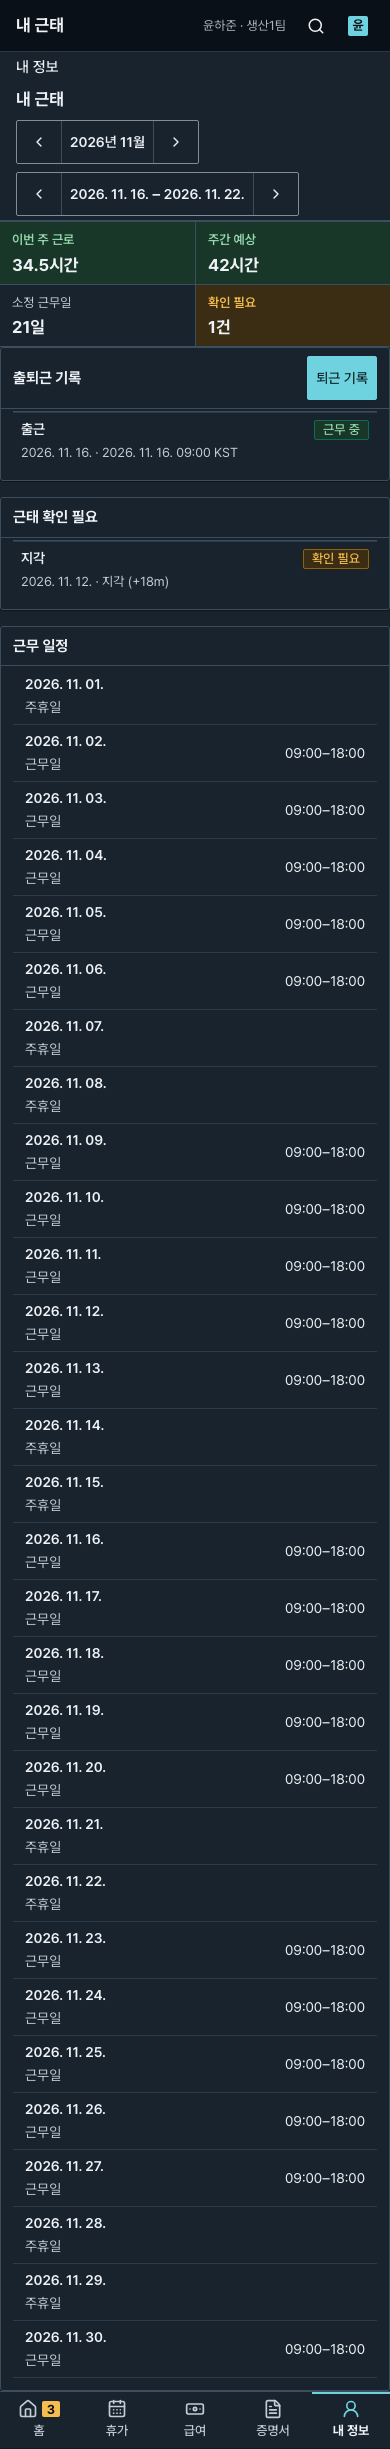 내 근태
윤하준 · 생산1팀
윤
내 정보
내 근태
2026년 11월
2026. 11. 16. – 2026. 11. 22.
이번 주 근로
34.5시간
주간 예상
42시간
소정 근무일
21일
확인 필요
1건
출퇴근 기록
퇴근 기록
출근
근무 중
2026. 11. 16. · 2026. 11. 16. 09:00 KST
근태 확인 필요
지각
확인 필요
2026. 11. 12. · 지각 (+18m)
근무 일정
2026. 11. 01.
주휴일
2026. 11. 02.
근무일
09:00–18:00
2026. 11. 03.
근무일
09:00–18:00
2026. 11. 04.
근무일
09:00–18:00
2026. 11. 05.
근무일
09:00–18:00
2026. 11. 06.
근무일
09:00–18:00
2026. 11. 07.
주휴일
2026. 11. 08.
주휴일
2026. 11. 09.
근무일
09:00–18:00
2026. 11. 10.
근무일
09:00–18:00
2026. 11. 11.
근무일
09:00–18:00
2026. 11. 12.
근무일
09:00–18:00
2026. 11. 13.
근무일
09:00–18:00
2026. 11. 14.
주휴일
2026. 11. 15.
주휴일
2026. 11. 16.
근무일
09:00–18:00
2026. 11. 17.
근무일
09:00–18:00
2026. 11. 18.
근무일
09:00–18:00
2026. 11. 19.
근무일
09:00–18:00
2026. 11. 20.
근무일
09:00–18:00
2026. 11. 21.
주휴일
2026. 11. 22.
주휴일
2026. 11. 23.
근무일
09:00–18:00
2026. 11. 24.
근무일
09:00–18:00
2026. 11. 25.
근무일
09:00–18:00
2026. 11. 26.
근무일
09:00–18:00
2026. 11. 27.
근무일
09:00–18:00
2026. 11. 28.
주휴일
2026. 11. 29.
주휴일
2026. 11. 30.
근무일
09:00–18:00
3
홈
휴가
급여
증명서
내 정보